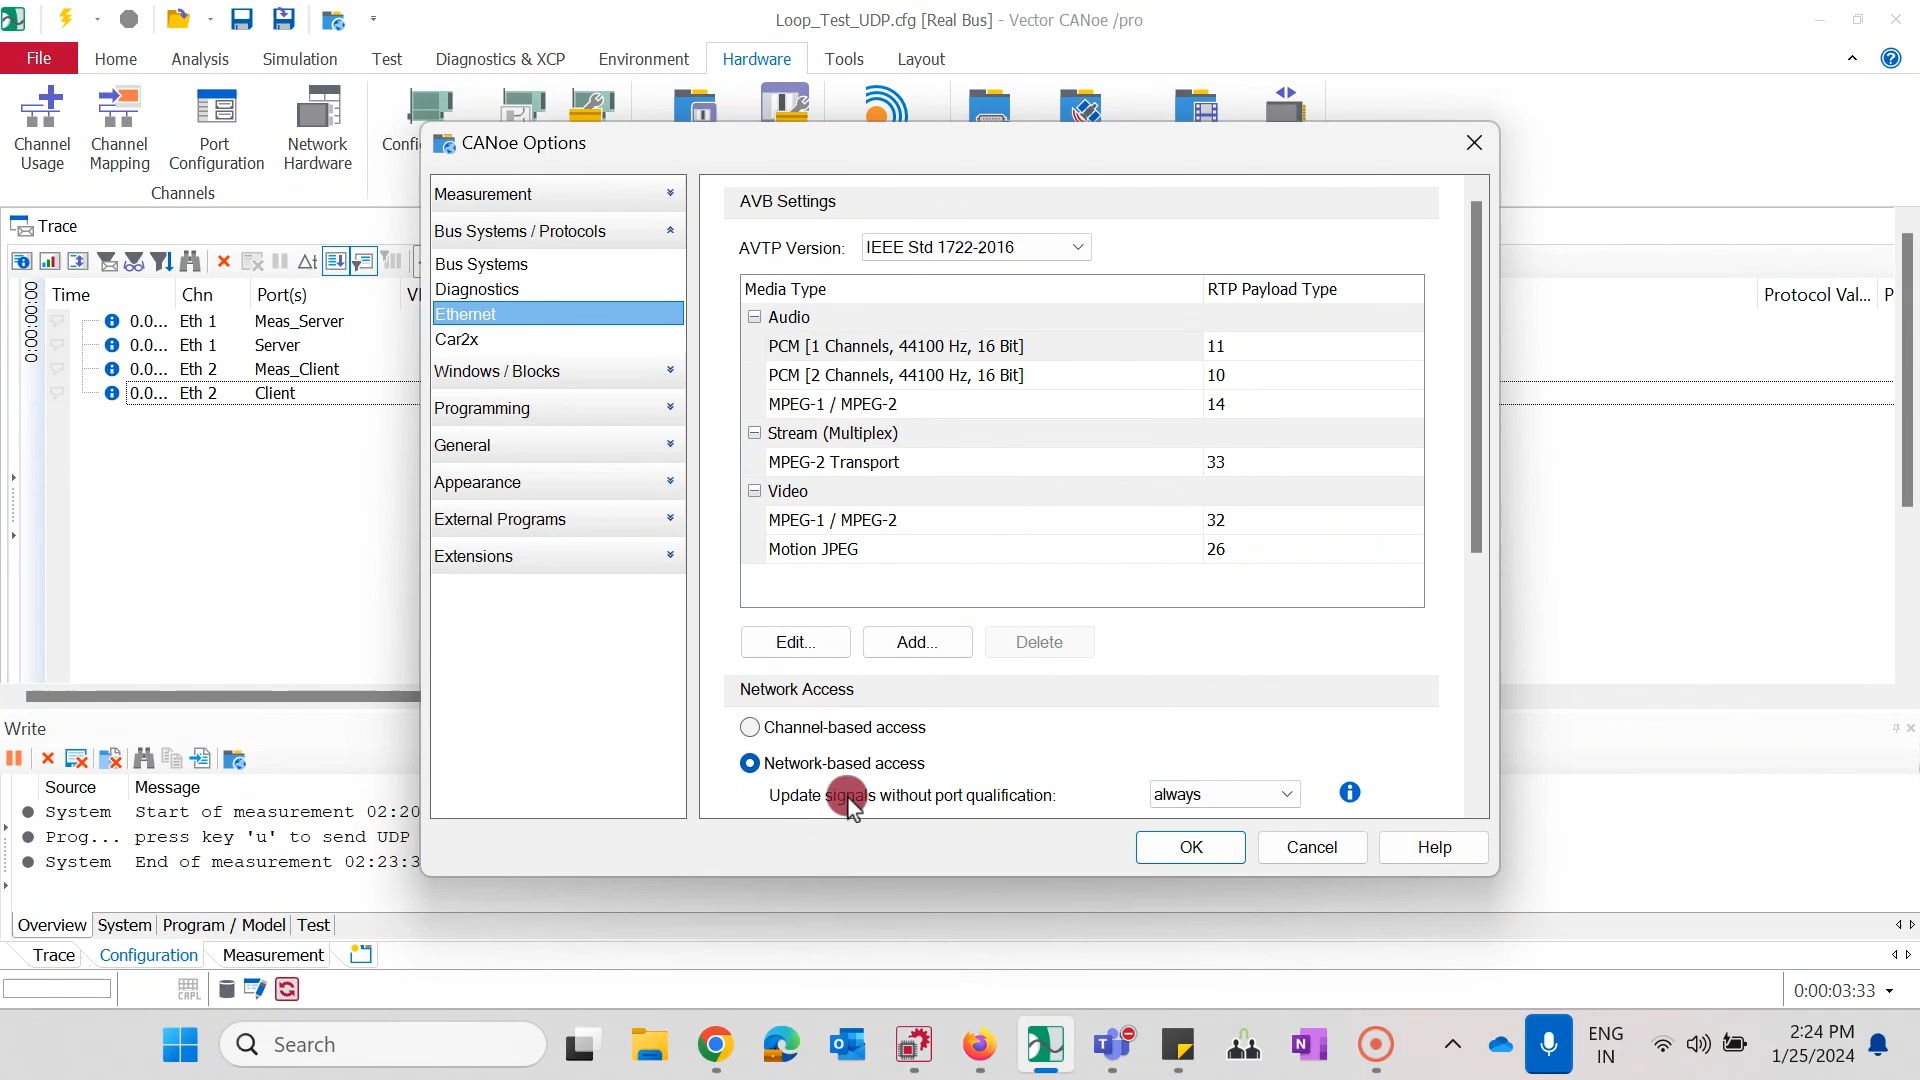 Loop_Test_UDP.cfg [Real Bus] - Vector CANoe /pro
File Home Analysis Simulation Test Diagnostics & XCP Environment Hardware Tools Layout
Channel Usage
Channel Mapping
Port Configuration
Network Hardware
Channels
Trace
Time Chn Port(s)
0:00:00:00
0.0... Eth 1 Meas_Server
0.0... Eth 1 Server
0.0... Eth 2 Meas_Client
0.0... Eth 2 Client
Protocol Val... P
CANoe Options
Measurement
Bus Systems / Protocols
Bus Systems
Diagnostics
Ethernet
Car2x
Windows / Blocks
Programming
General
Appearance
External Programs
Extensions
AVB Settings
AVTP Version: IEEE Std 1722-2016
Media Type RTP Payload Type
Audio
PCM [1 Channels, 44100 Hz, 16 Bit] 11
PCM [2 Channels, 44100 Hz, 16 Bit] 10
MPEG-1 / MPEG-2 14
Stream (Multiplex)
MPEG-2 Transport 33
Video
MPEG-1 / MPEG-2 32
Motion JPEG 26
Edit... Add... Delete
Network Access
Channel-based access
Network-based access
Update signals without port qualification: always
OK Cancel Help
Write
Source Message
System Start of measurement 02:20
Prog... press key 'u' to send UDP
System End of measurement 02:23:3
Overview System Program / Model Test
Trace Configuration Measurement
CAPL
0:00:03:33
Search
ENG
IN
2:24 PM
1/25/2024